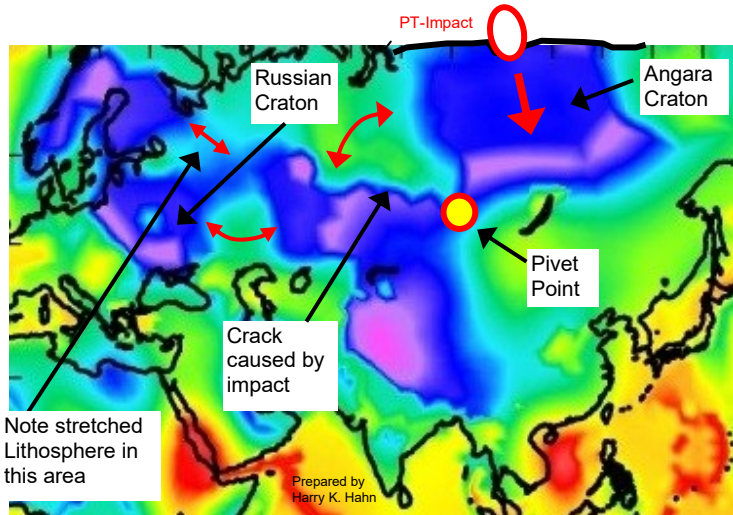 PT-Impact
Russian
Craton
Angara
Craton
Pivet
Point
Crack
caused by
impact
Note stretched
Lithosphere in
this area
Prepared by
Harry K. Hahn